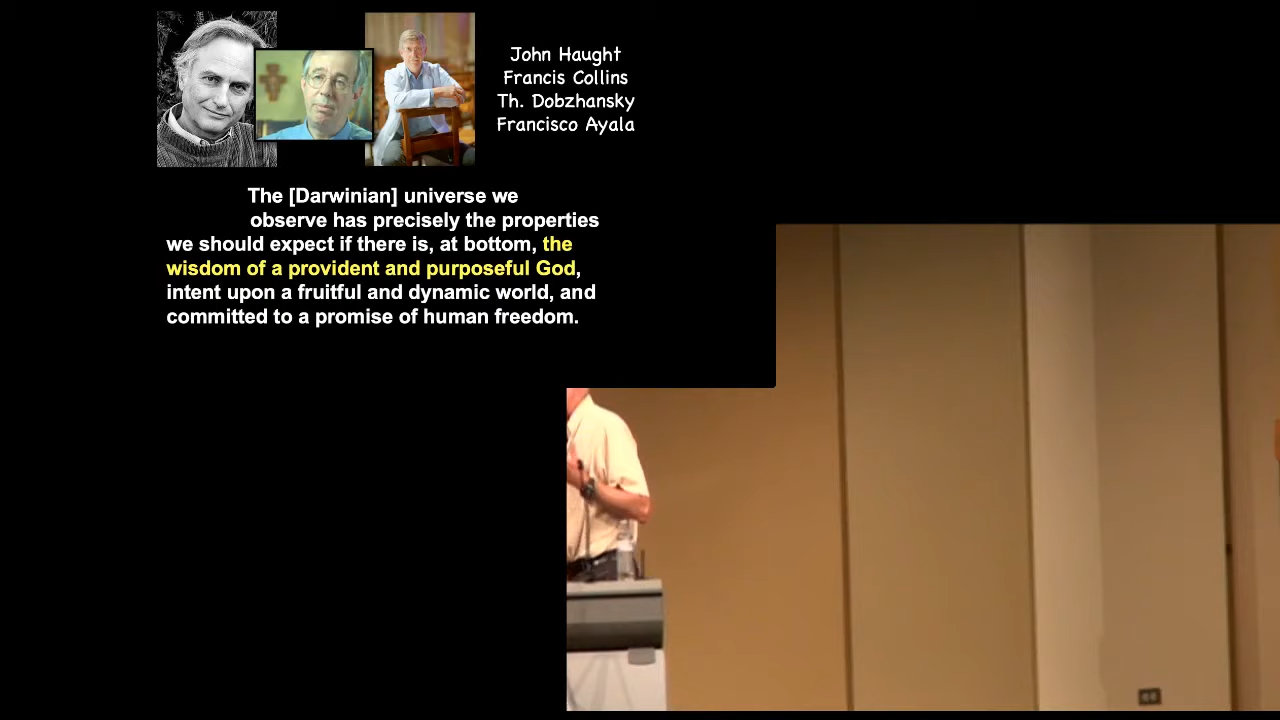 John Haught
Francis Collins
Th. Dobzhansky
Francisco Ayala
The [Darwinian] universe we
observe has precisely the properties
we should expect if there is, at bottom, the
wisdom of a provident and purposeful God,
intent upon a fruitful and dynamic world, and
committed to a promise of human freedom.